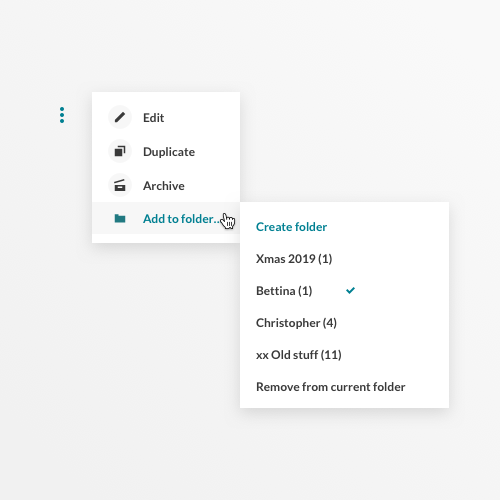 Edit
Duplicate
Archive
Add to folder...
Create folder
Xmas 2019 (1)
Bettina (1)
Christopher (4)
xx Old stuff (11)
Remove from current folder